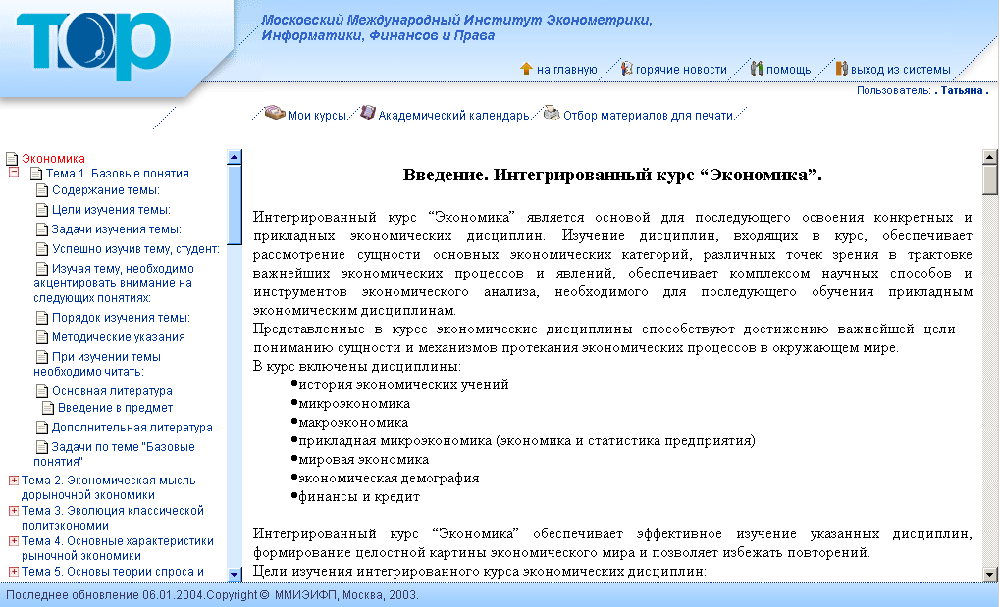 тор
Московский Международный Институт Эконометрики,
Информатики, Финансов и Права
на главную горячие новости помощь выход из системы
Пользователь: . Татьяна .
Мои курсы. Академический календарь. Отбор материалов для печати.
Экономика
Тема 1. Базовые понятия
Содержание темы:
Цели изучения темы:
Задачи изучения темы:
Успешно изучив тему, студент:
Изучая тему, необходимо
акцентировать внимание на
следующих понятиях:
Порядок изучения темы:
Методические указания
При изучении темы
необходимо читать:
Основная литература
Введение в предмет
Дополнительная литература
Задачи по теме "Базовые
понятия"
Тема 2. Экономическая мысль
дорыночной экономики
Тема 3. Эволюция классической
политэкономии
Тема 4. Основные характеристики
рыночной экономики
Тема 5. Основы теории спроса и
Введение. Интегрированный курс “Экономика”.
Интегрированный курс “Экономика” является основой для последующего освоения конкретных и
прикладных экономических дисциплин. Изучение дисциплин, входящих в курс, обеспечивает
рассмотрение сущности основных экономических категорий, различных точек зрения в трактовке
важнейших экономических процессов и явлений, обеспечивает комплексом научных способов и
инструментов экономического анализа, необходимого для последующего обучения прикладным
экономическим дисциплинам.
Представленные в курсе экономические дисциплины способствуют достижению важнейшей цели –
пониманию сущности и механизмов протекания экономических процессов в окружающем мире.
В курс включены дисциплины:
•история экономических учений
•микроэкономика
•макроэкономика
•прикладная микроэкономика (экономика и статистика предприятия)
•мировая экономика
•экономическая демография
•финансы и кредит
Интегрированный курс “Экономика” обеспечивает эффективное изучение указанных дисциплин,
формирование целостной картины экономического мира и позволяет избежать повторений.
Цели изучения интегрированного курса экономических дисциплин:
Последнее обновление 06.01.2004.Copyright © ММИЭИФП, Москва, 2003.